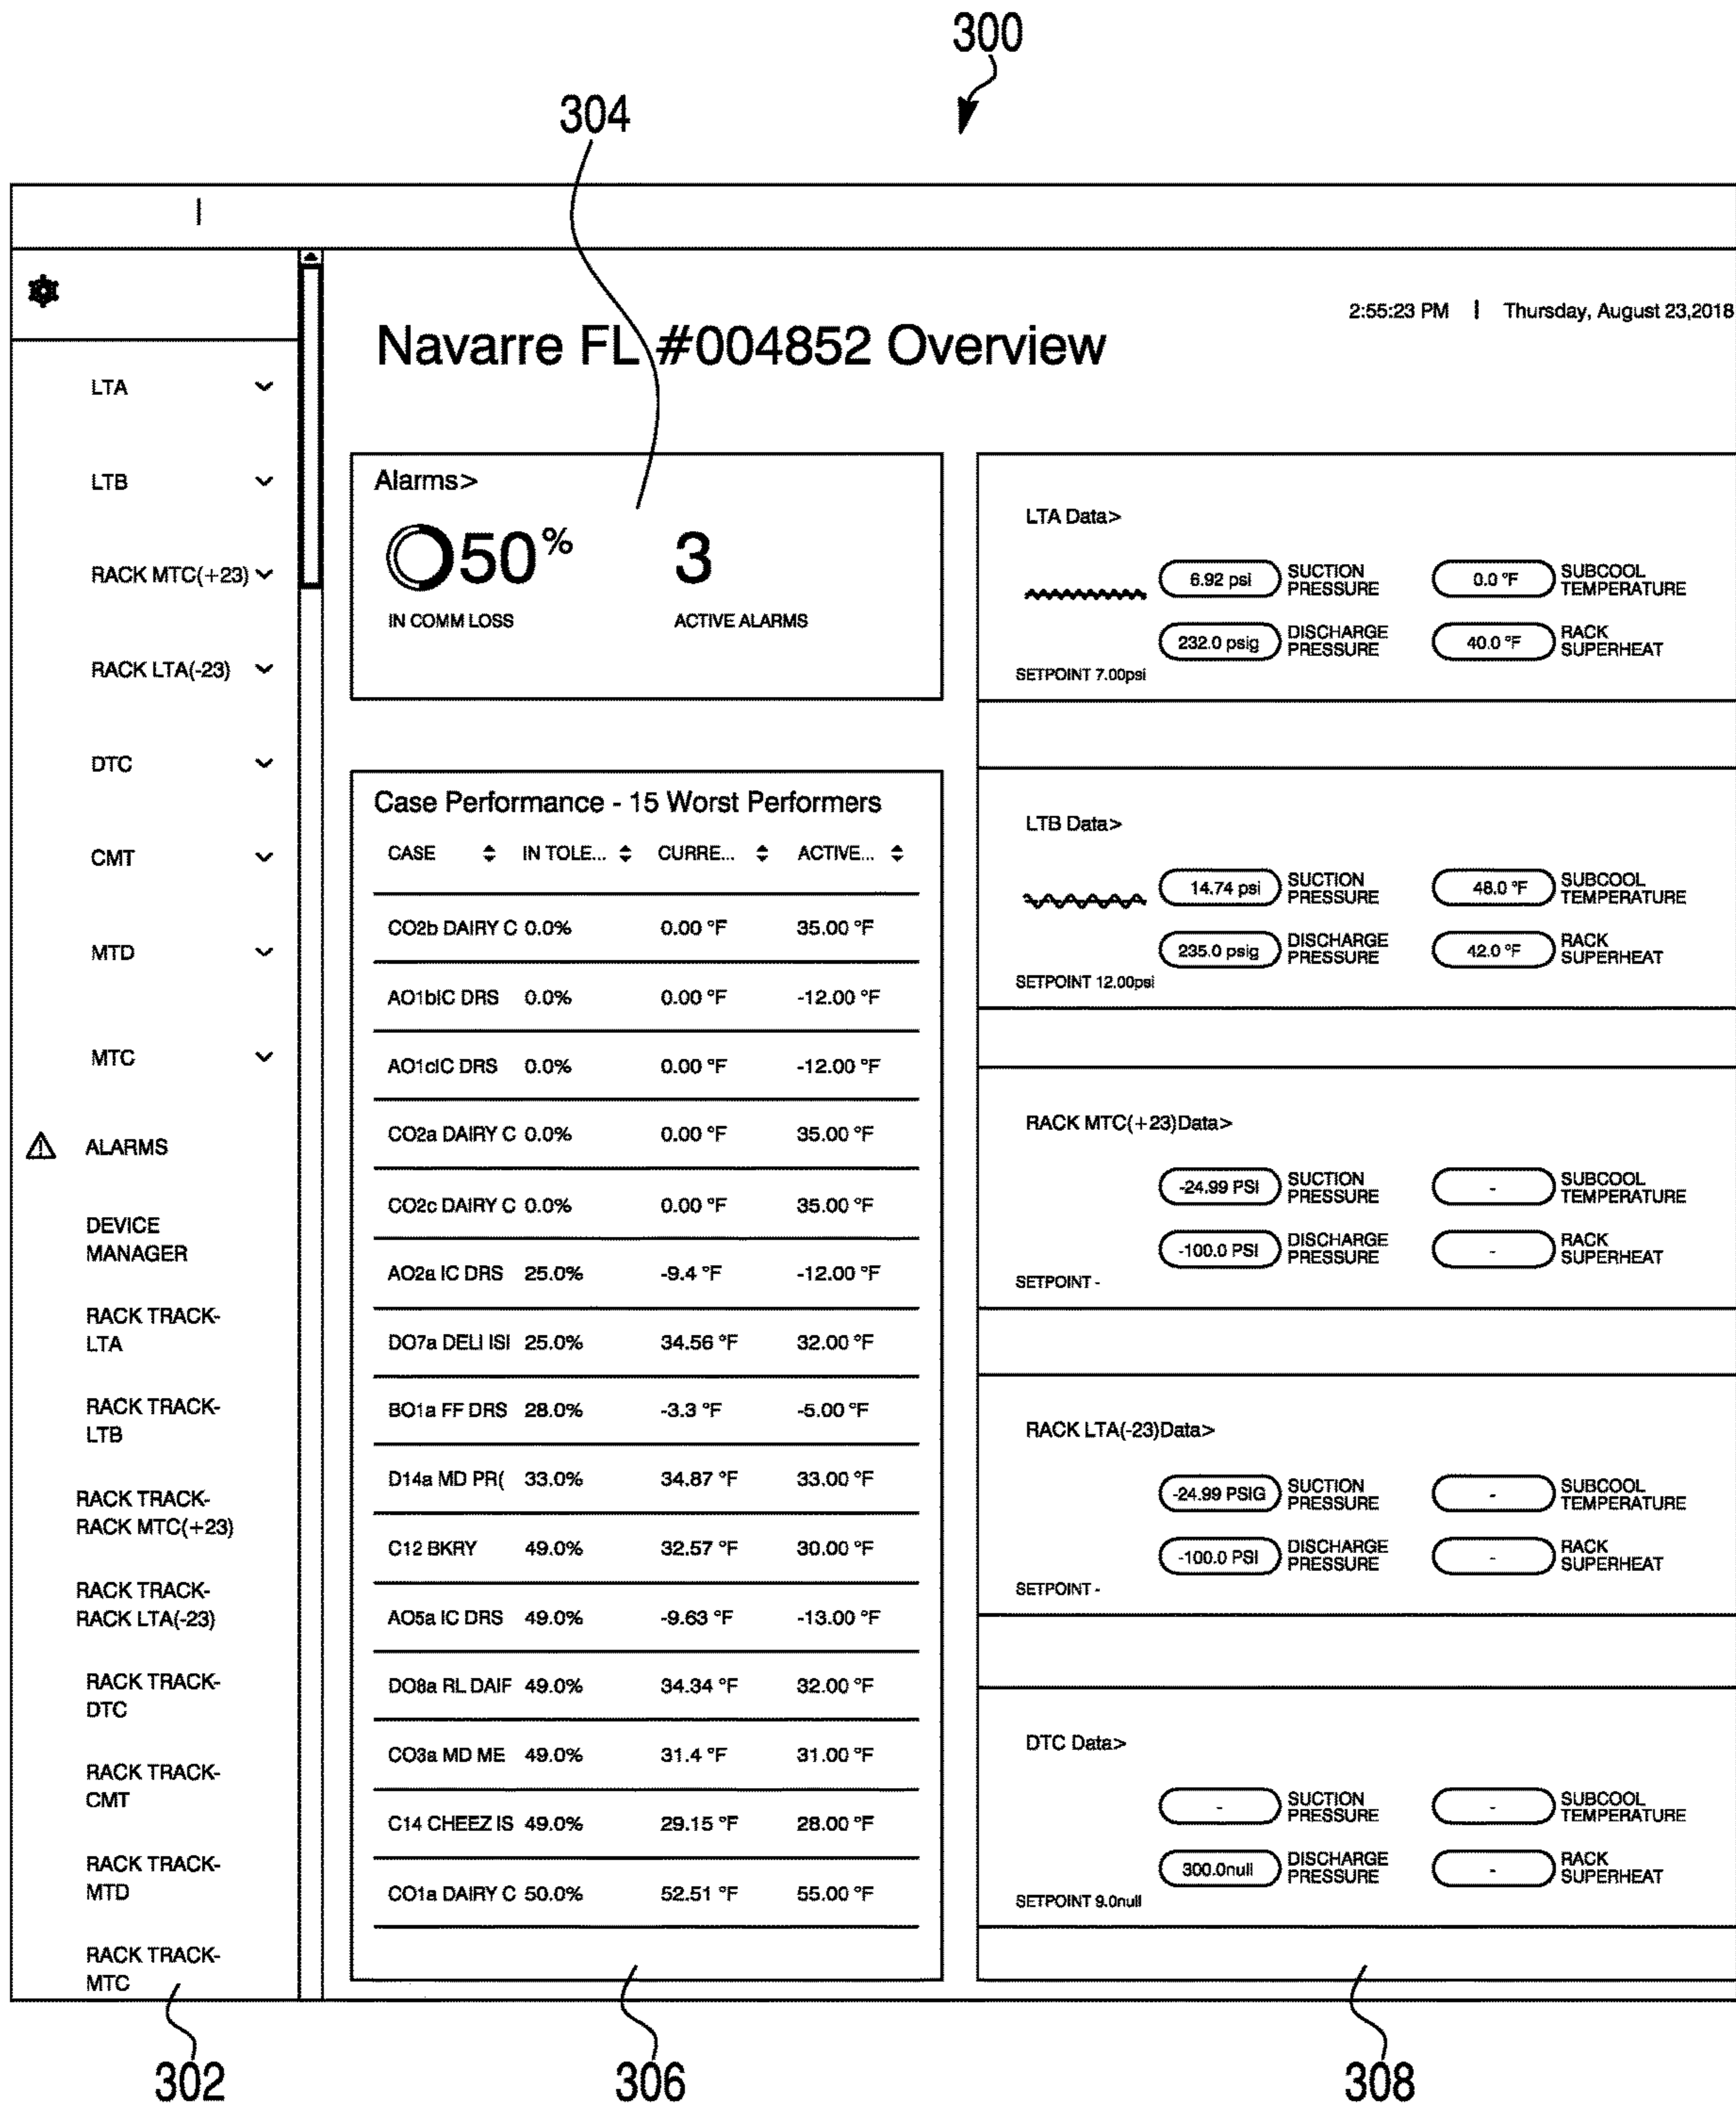 300
304
2:55:23 PM | Thursday, August 23,2018
Navarre FL #004852 Overview
LTA
LTB
RACK MTC(+23)
RACK LTA(-23)
DTC
CMT
MTD
MTC
ALARMS
DEVICE
MANAGER
RACK TRACK-
LTA
RACK TRACK-
LTB
RACK TRACK-
RACK MTC(+23)
RACK TRACK-
RACK LTA(-23)
RACK TRACK-
DTC
RACK TRACK-
CMT
RACK TRACK-
MTD
RACK TRACK-
MTC
Alarms>
50% 3
IN COMM LOSS ACTIVE ALARMS
Case Performance - 15 Worst Performers
CASE IN TOLE... CURRE... ACTIVE...
CO2b DAIRY C 0.0% 0.00 °F 35.00 °F
AO1bIC DRS 0.0% 0.00 °F -12.00 °F
AO1cIC DRS 0.0% 0.00 °F -12.00 °F
CO2a DAIRY C 0.0% 0.00 °F 35.00 °F
CO2c DAIRY C 0.0% 0.00 °F 35.00 °F
AO2a IC DRS 25.0% -9.4 °F -12.00 °F
DO7a DELI ISI 25.0% 34.56 °F 32.00 °F
BO1a FF DRS 28.0% -3.3 °F -5.00 °F
D14a MD PR( 33.0% 34.87 °F 33.00 °F
C12 BKRY 49.0% 32.57 °F 30.00 °F
AO5a IC DRS 49.0% -9.63 °F -13.00 °F
DO8a RL DAIF 49.0% 34.34 °F 32.00 °F
CO3a MD ME 49.0% 31.4 °F 31.00 °F
C14 CHEEZ IS 49.0% 29.15 °F 28.00 °F
CO1a DAIRY C 50.0% 52.51 °F 55.00 °F
LTA Data>
6.92 psi SUCTION PRESSURE 0.0 °F SUBCOOL TEMPERATURE
232.0 psig DISCHARGE PRESSURE 40.0 °F RACK SUPERHEAT
SETPOINT 7.00psi
LTB Data>
14.74 psi SUCTION PRESSURE 48.0 °F SUBCOOL TEMPERATURE
235.0 psig DISCHARGE PRESSURE 42.0 °F RACK SUPERHEAT
SETPOINT 12.00psi
RACK MTC(+23)Data>
-24.99 PSI SUCTION PRESSURE - SUBCOOL TEMPERATURE
-100.0 PSI DISCHARGE PRESSURE - RACK SUPERHEAT
SETPOINT -
RACK LTA(-23)Data>
-24.99 PSIG SUCTION PRESSURE - SUBCOOL TEMPERATURE
-100.0 PSI DISCHARGE PRESSURE - RACK SUPERHEAT
SETPOINT -
DTC Data>
- SUCTION PRESSURE - SUBCOOL TEMPERATURE
300.0null DISCHARGE PRESSURE - RACK SUPERHEAT
SETPOINT 9.0null
302
306
308